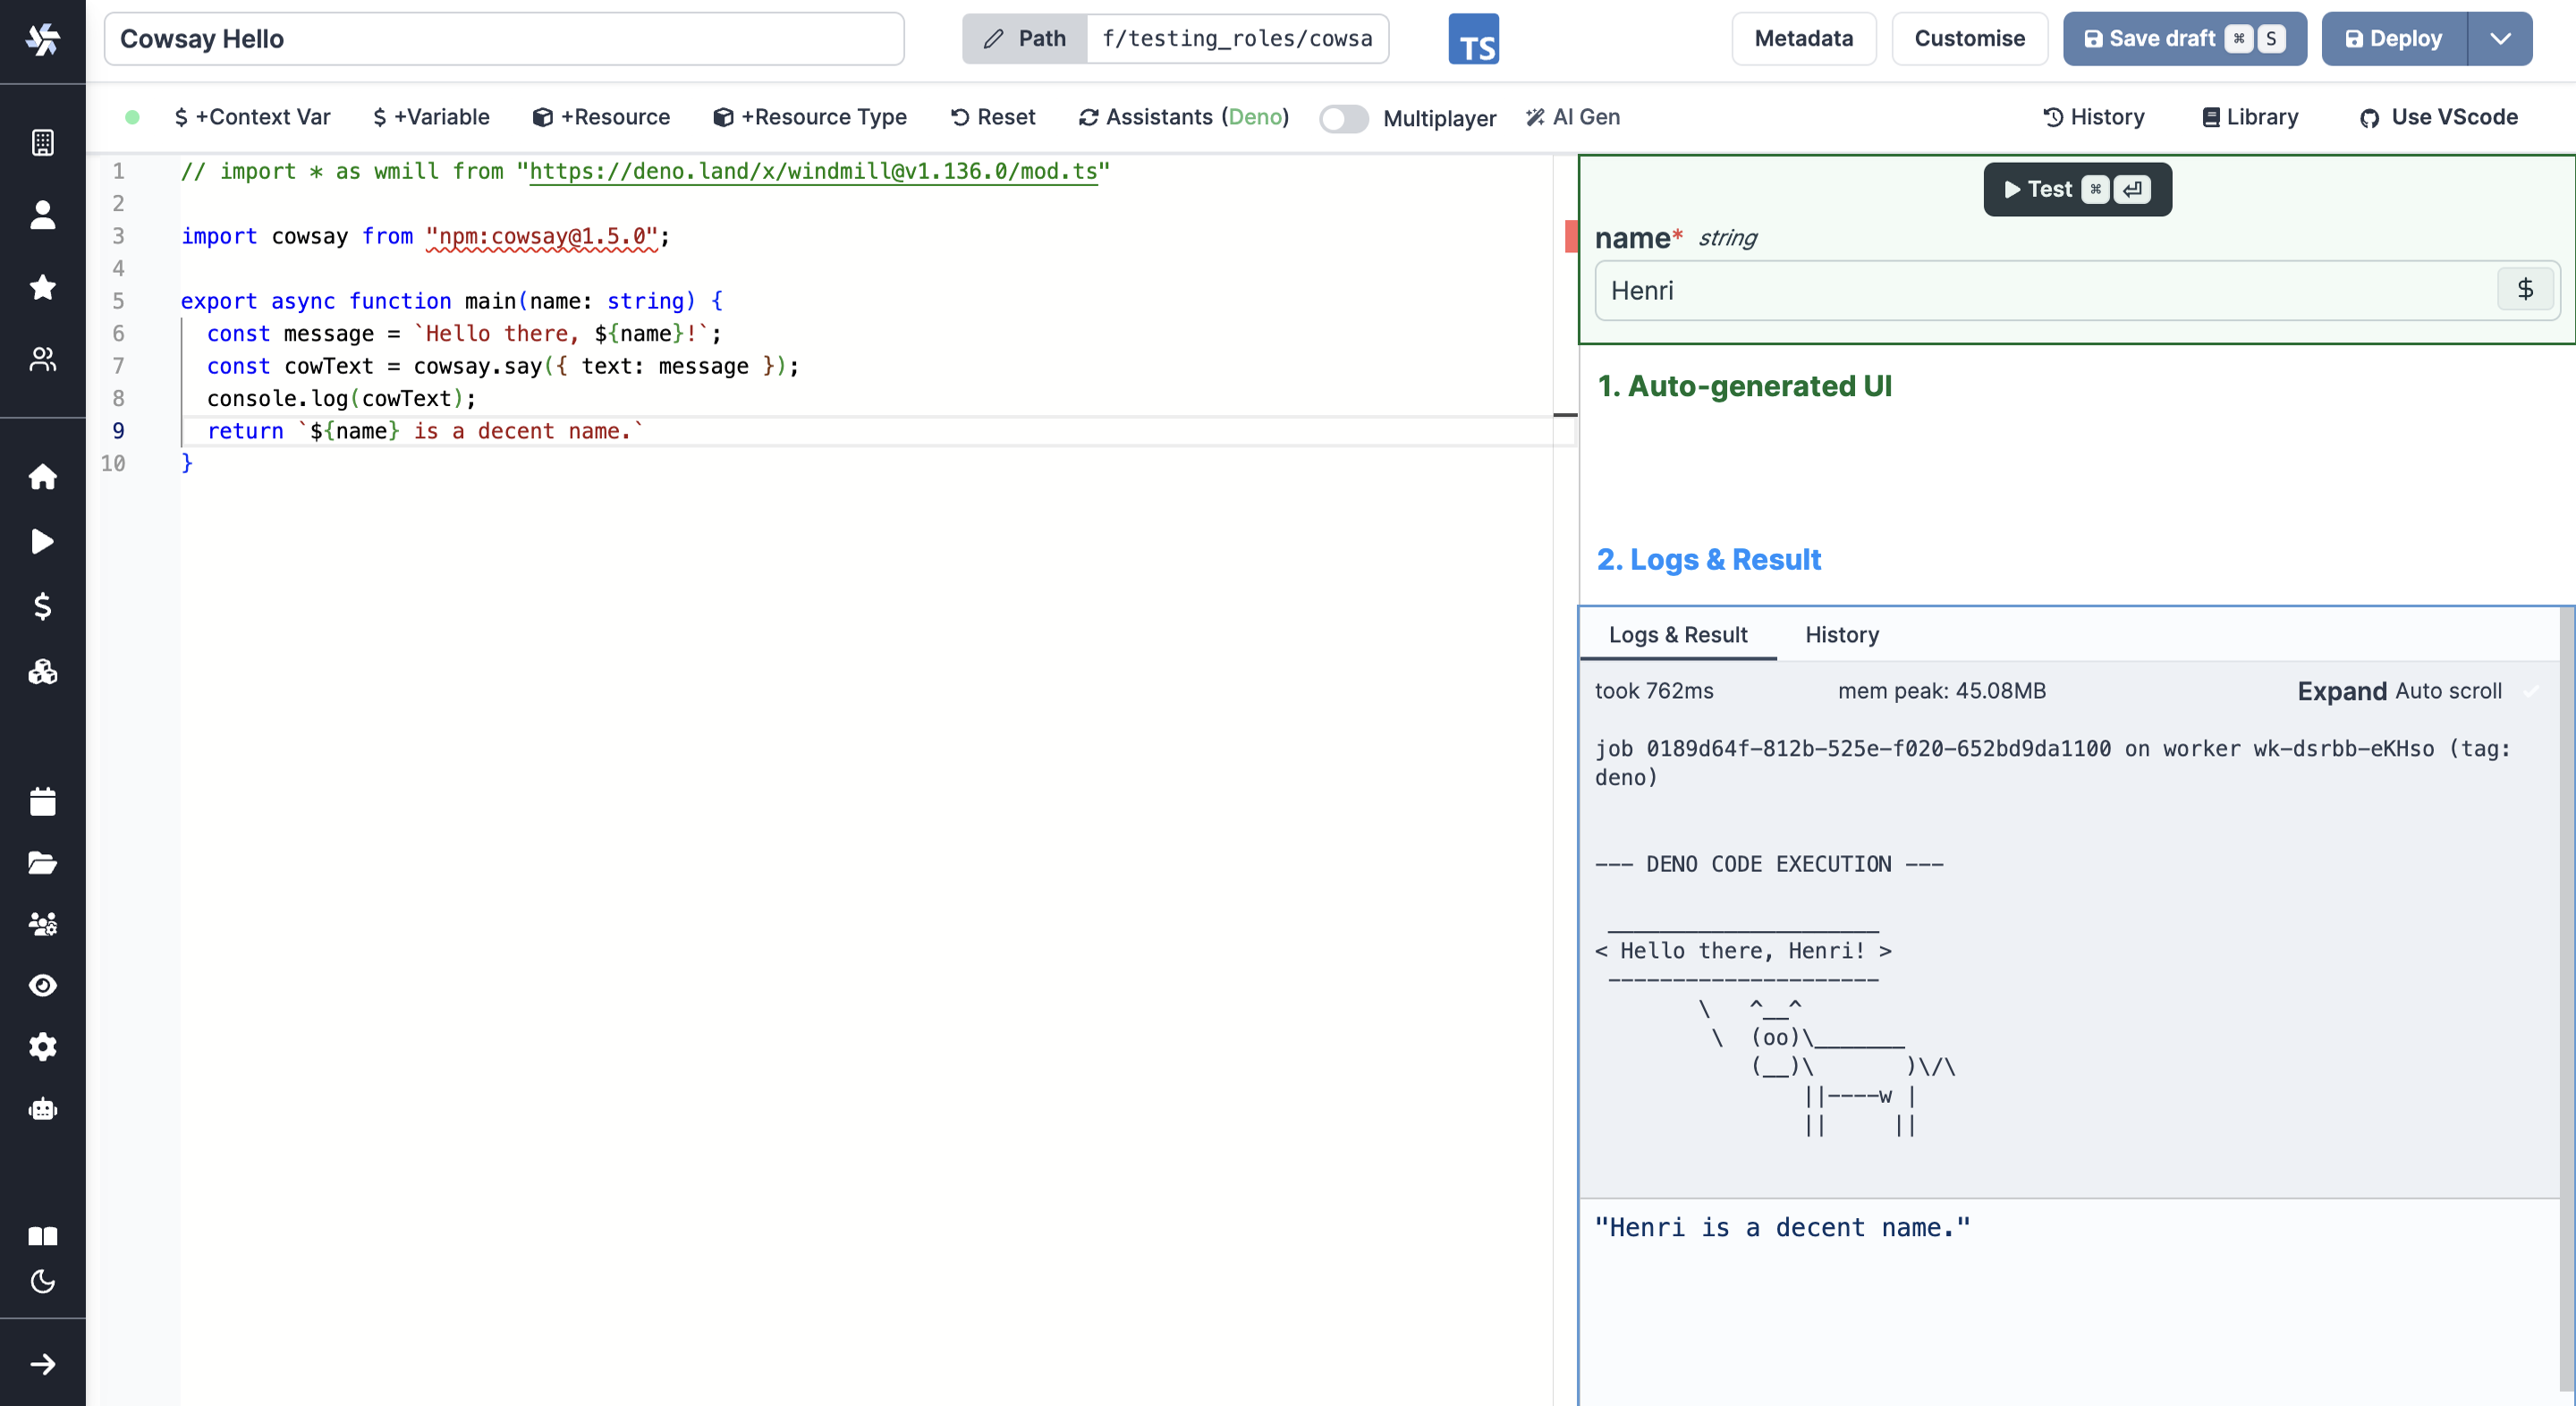 Cowsay Hello
Path f/testing_roles/cowsa
TS
Metadata
Customise
Save draft ⌘ S
Deploy
$ +Context Var
$ +Variable
+Resource
+Resource Type
Reset
Assistants (Deno)
Multiplayer
AI Gen
History
Library
Use VScode
1 // import * as wmill from "https://deno.land/x/windmill@v1.136.0/mod.ts"
2
3 import cowsay from "npm:cowsay@1.5.0";
4
5 export async function main(name: string) {
6   const message = `Hello there, ${name}!`;
7   const cowText = cowsay.say({ text: message });
8   console.log(cowText);
9   return `${name} is a decent name.`
10 }
Test ⌘ ⏎
name* string
Henri
$
1. Auto-generated UI
2. Logs & Result
Logs & Result
History
took 762ms
mem peak: 45.08MB
Expand
Auto scroll
job 0189d64f-812b-525e-f020-652bd9da1100 on worker wk-dsrbb-eKHso (tag:
deno)
--- DENO CODE EXECUTION ---
 _____________________
< Hello there, Henri! >
 ---------------------
        \   ^__^
         \  (oo)\_______
            (__)\       )\/\
                ||----w |
                ||     ||
"Henri is a decent name."